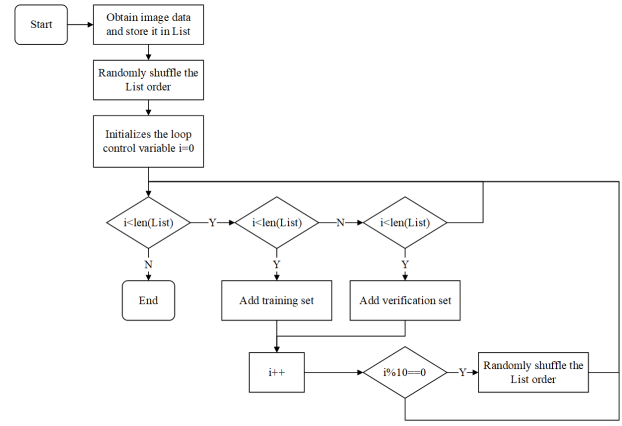 Start
Obtain image data
and store it in List
Randomly shuffle the
List order
Initializes the loop
control variable i=0
i<len(List)
Y
i<len(List)
N
i<len(List)
N
Y
Y
End
Add training set
Add verification set
i++
i%10==0
Y
Randomly shuffle the
List order